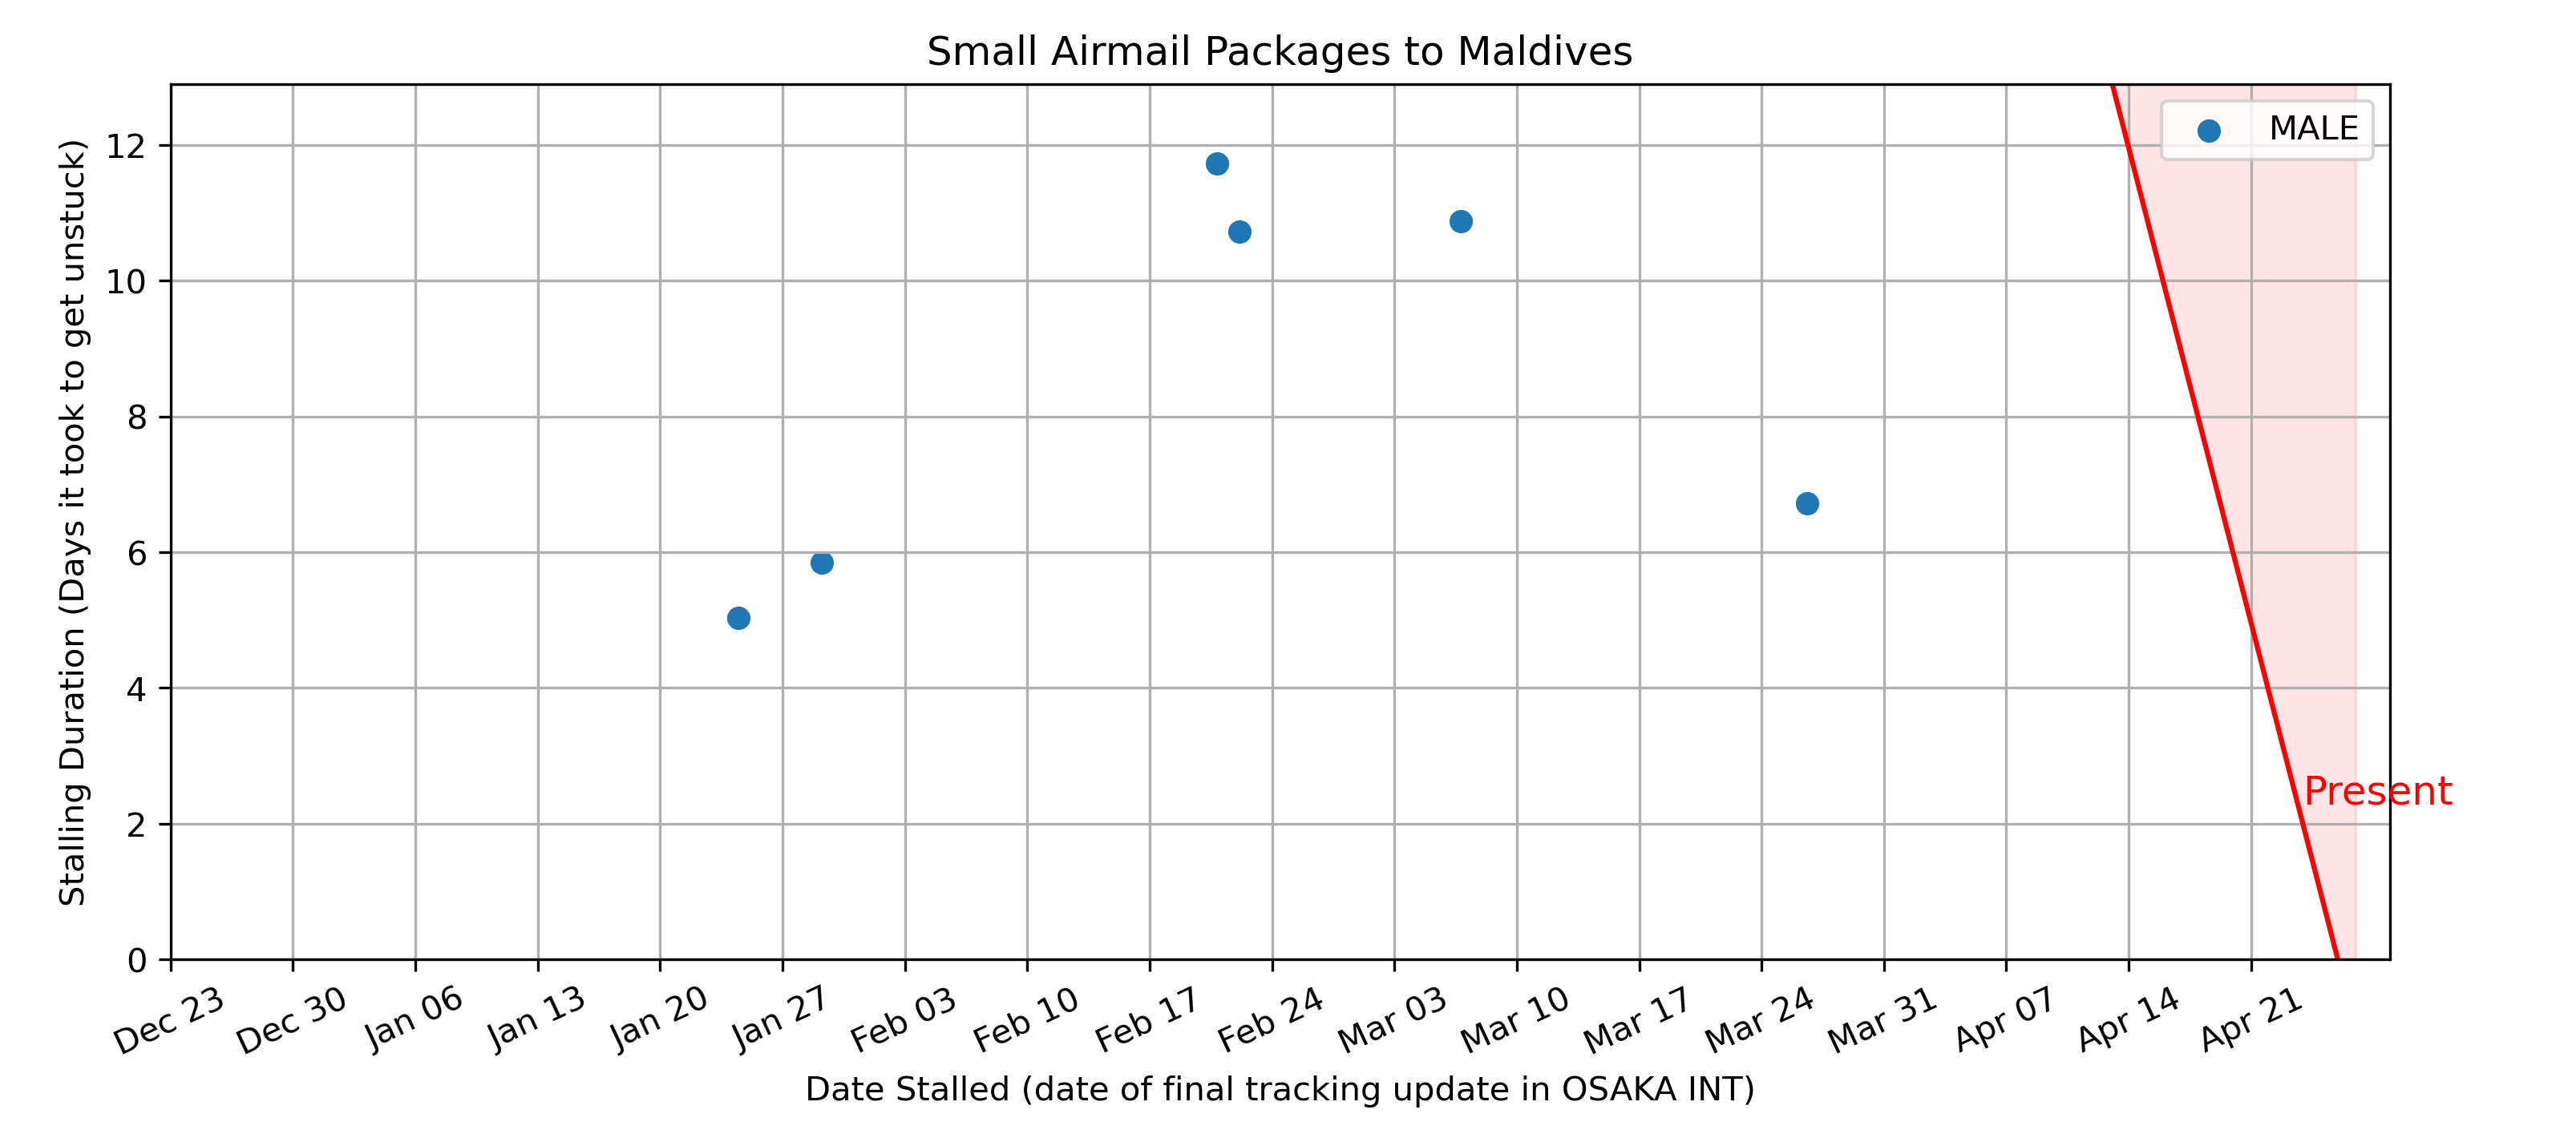 Small Airmail Packages to Maldives
Stalling Duration (Days it took to get unstuck)
12
10
8
6
4
2
0
MALE
Present
Dec 23
Dec 30
Jan 06
Jan 13
Jan 20
Jan 27
Feb 03
Feb 10
Feb 17
Feb 24
Mar 03
Mar 10
Mar 17
Mar 24
Mar 31
Apr 07
Apr 14
Apr 21
Date Stalled (date of final tracking update in OSAKA INT)